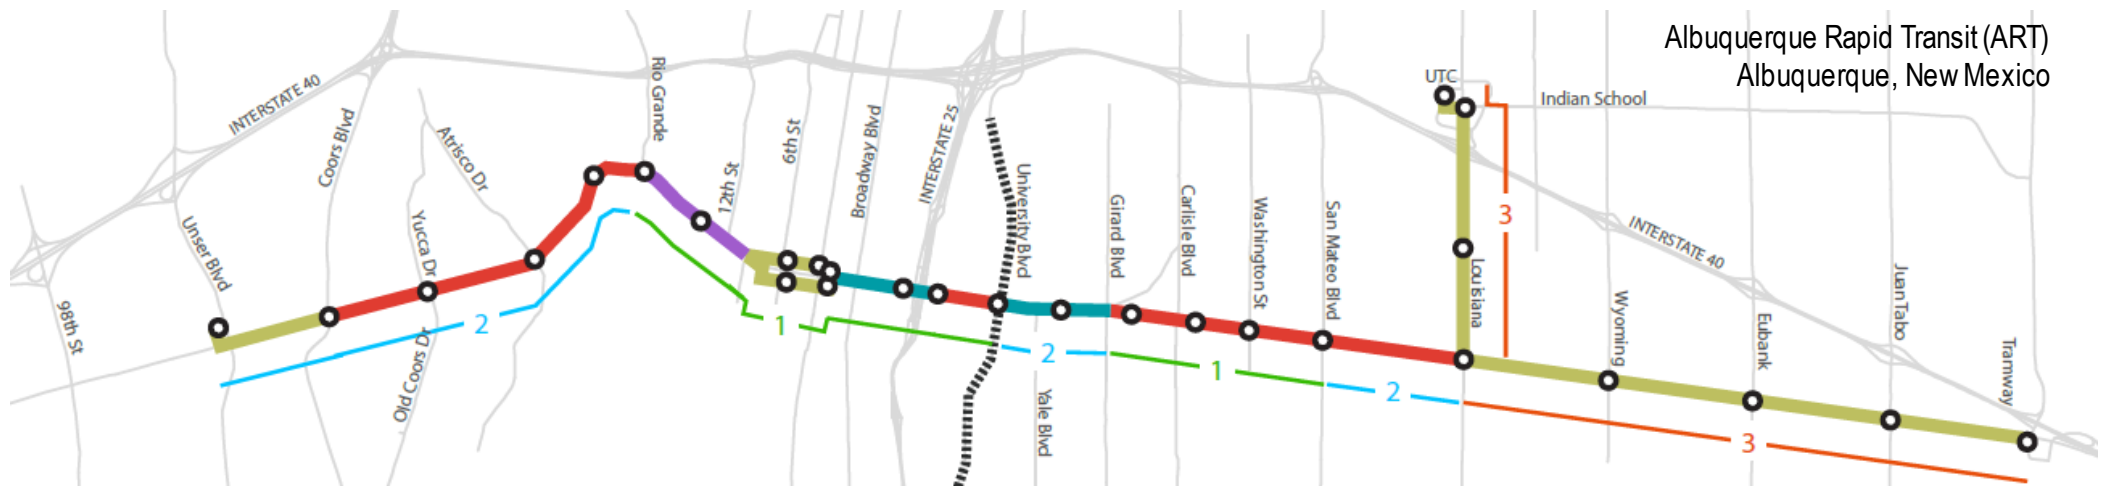 Albuquerque Rapid Transit (ART)
Albuquerque, New Mexico
UTC
Indian School
INTERSTATE 40
Rio Grande
Coors Blvd
Atrisco Dr
6th St
Broadway Blvd
INTERSTATE 25
12th St
University Blvd
Girard Blvd
Carlisle Blvd
Washington St
San Mateo Blvd
3
INTERSTATE 40
Unser Blvd
Yucca Dr
Louisiana
Wyoming
Eubank
Juan Tabo
Tramway
98th St
2
Old Coors Dr
1
2
Yale Blvd
1
2
3